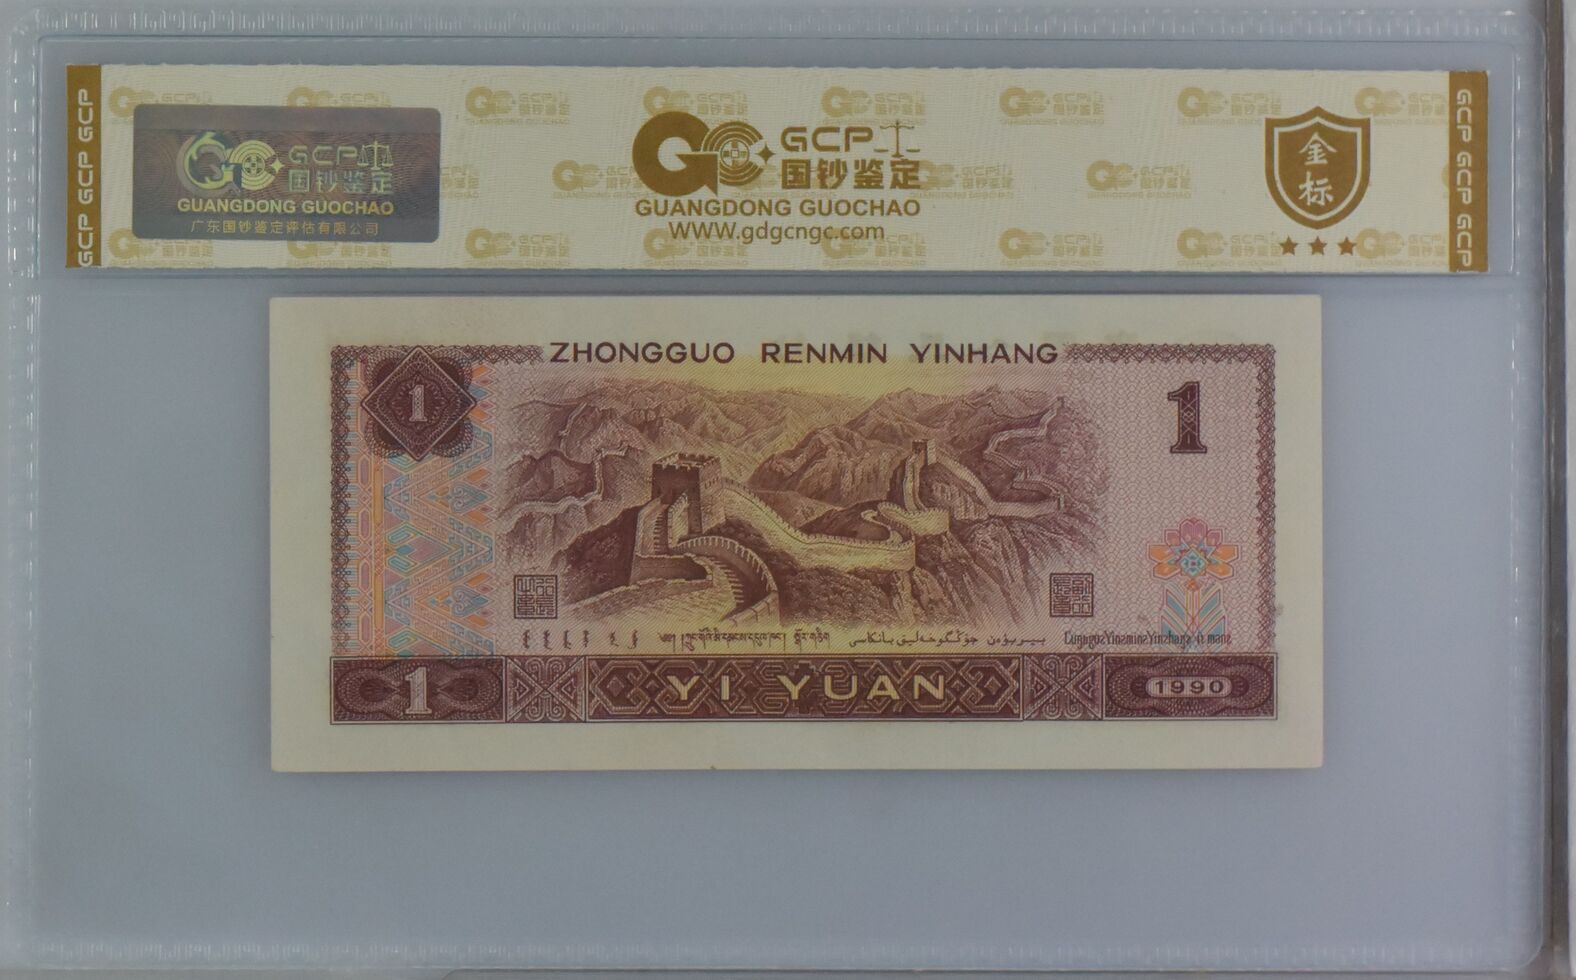 GCP GCP GCP
GCP
国钞鉴定
GUANGDONG GUOCHAO
广东国钞鉴定评估有限公司
GCP
国钞鉴定
GUANGDONG GUOCHAO
WWW.gdgcngc.com
金
标
GCP GCP GCP
ZHONGGUO RENMIN YINHANG
1
1
1
YI YUAN
1990